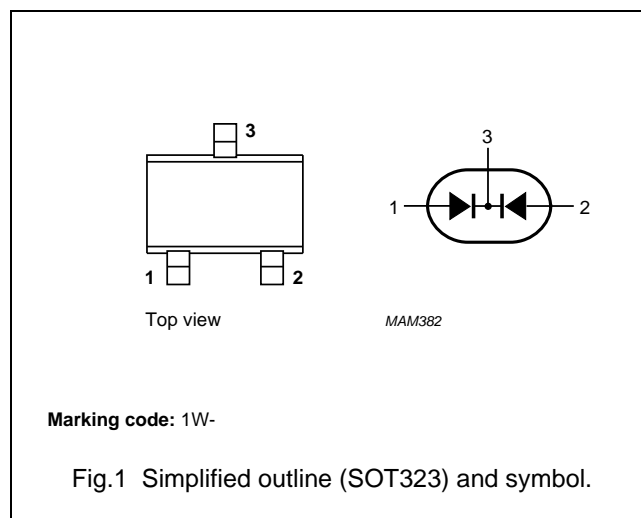 3
3
1
2
1
2
Top view
MAM382
Marking code: 1W-
Fig.1 Simplified outline (SOT323) and symbol.